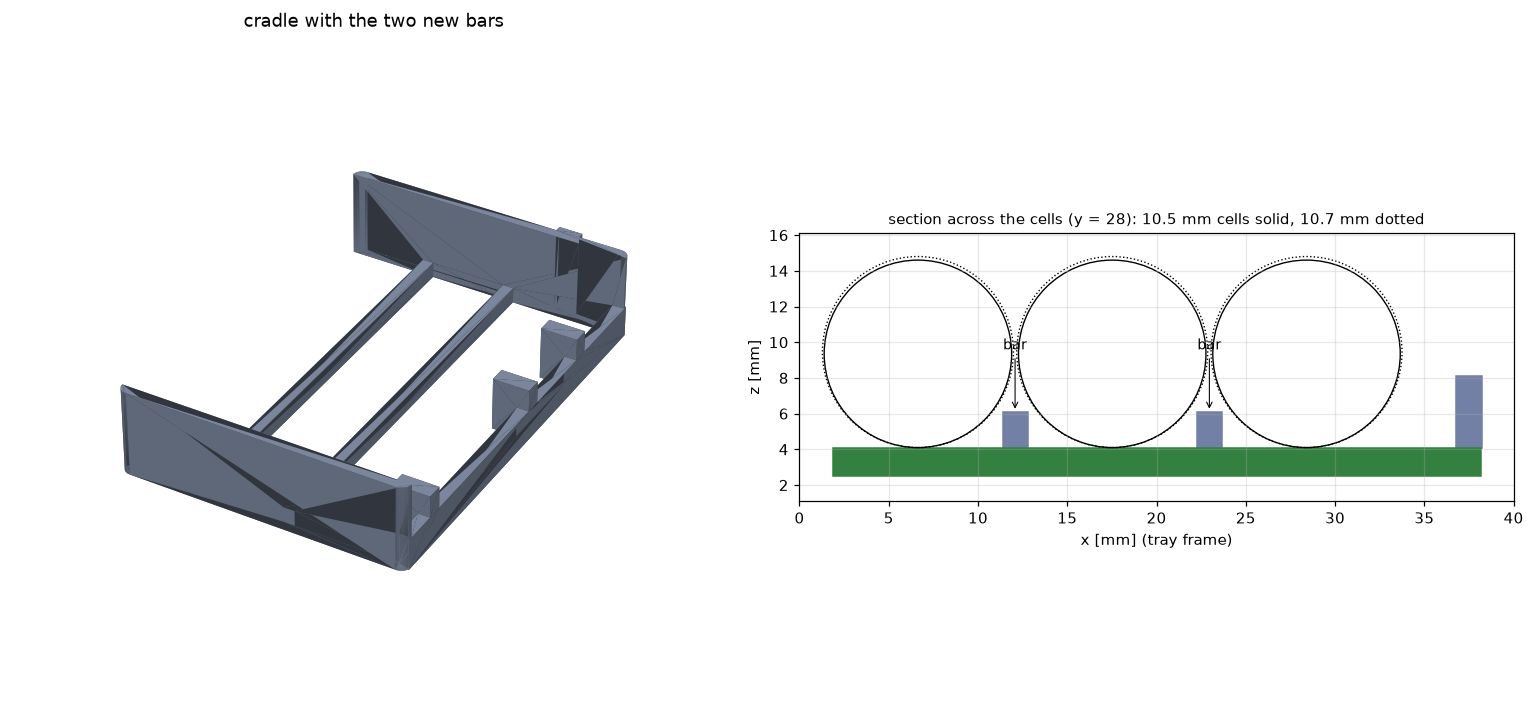 cradle with the two new bars
section across the cells (y = 28): 10.5 mm cells solid, 10.7 mm dotted
16
14
12
10
8
6
4
2
z [mm]
bar
bar
0
5
10
15
20
25
30
35
40
x [mm] (tray frame)